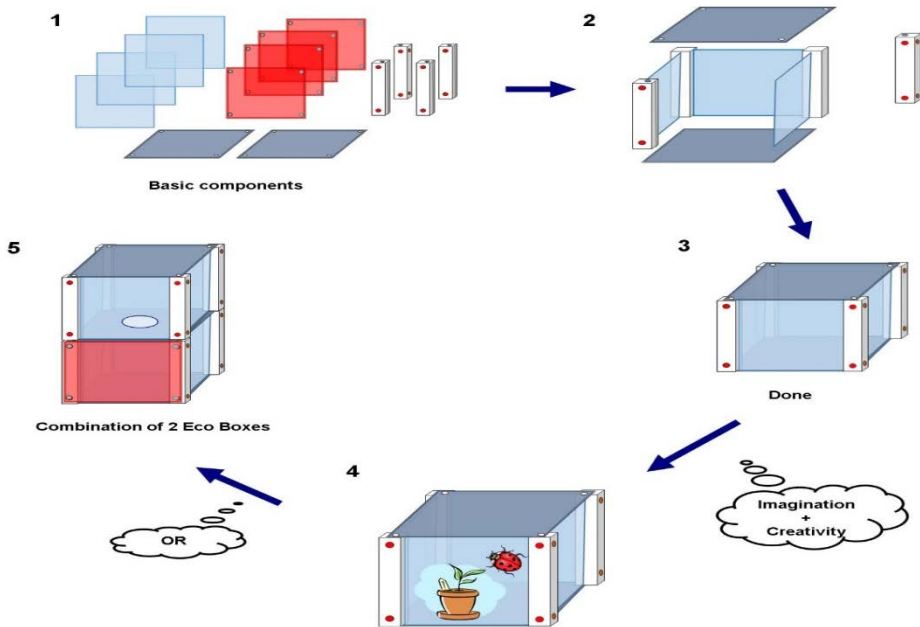 1
Basic components
2
3
Done
Imagination
+
Creativity
4
OR
5
Combination of 2 Eco Boxes